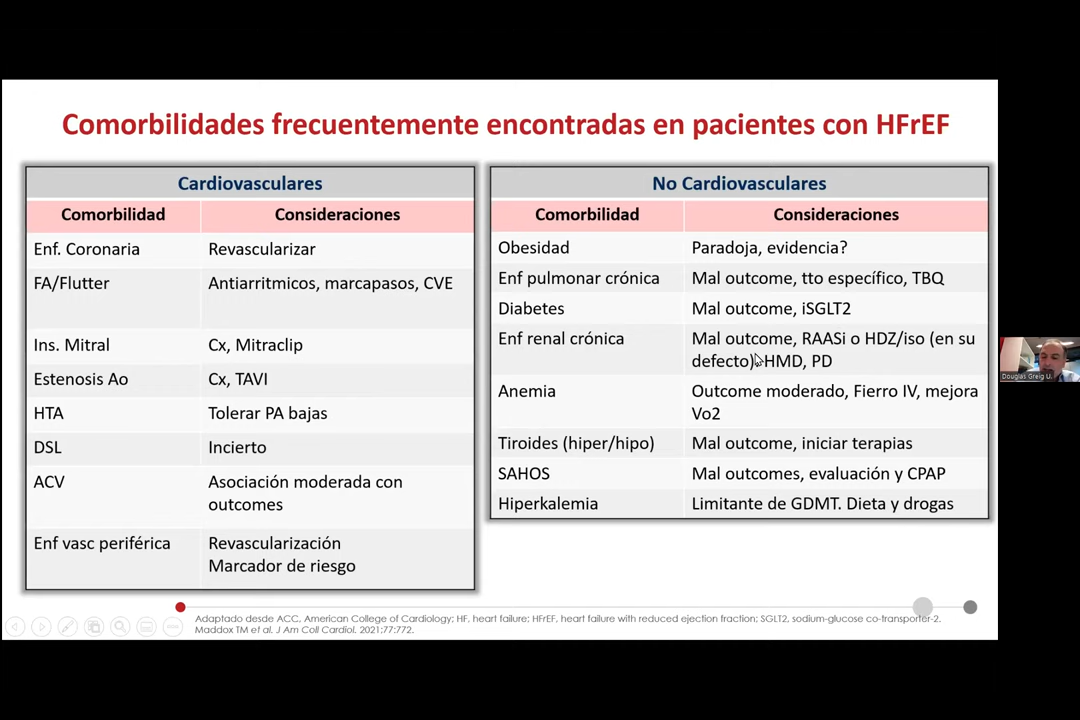 Comorbilidades frecuentemente encontradas en pacientes con HFrEF
Cardiovasculares
Comorbilidad Consideraciones
Enf. Coronaria Revascularizar
FA/Flutter Antiarritmicos, marcapasos, CVE
Ins. Mitral Cx, Mitraclip
Estenosis Ao Cx, TAVI
HTA Tolerar PA bajas
DSL Incierto
ACV Asociación moderada con
outcomes
Enf vasc periférica Revascularización
Marcador de riesgo
No Cardiovasculares
Comorbilidad Consideraciones
Obesidad Paradoja, evidencia?
Enf pulmonar crónica Mal outcome, tto específico, TBQ
Diabetes Mal outcome, iSGLT2
Enf renal crónica Mal outcome, RAASi o HDZ/iso (en su
defecto), HMD, PD
Anemia Outcome moderado, Fierro IV, mejora
Vo2
Tiroides (hiper/hipo) Mal outcome, iniciar terapias
SAHOS Mal outcomes, evaluación y CPAP
Hiperkalemia Limitante de GDMT. Dieta y drogas
Adaptado desde ACC, American College of Cardiology; HF, heart failure; HFrEF, heart failure with reduced ejection fraction; SGLT2, sodium-glucose co-transporter-2.
Maddox TM et al. J Am Coll Cardiol. 2021;77:772.
Douglas Greig U.